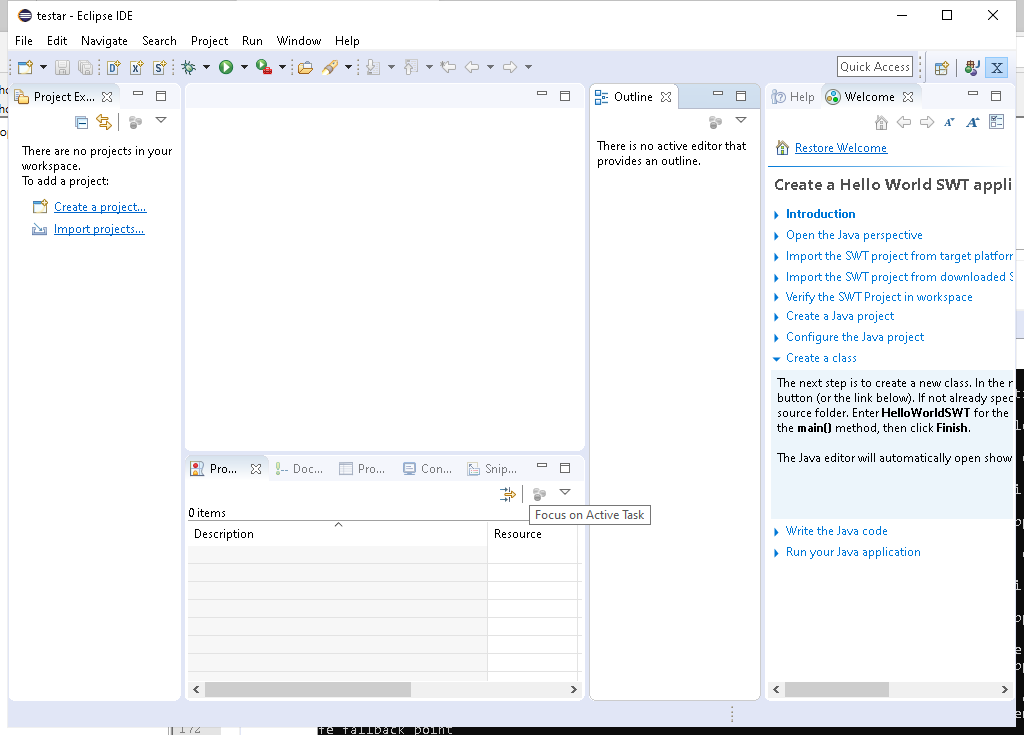 testar - Eclipse IDE
File Edit Navigate Search Project Run Window Help
Quick Access
Project Ex...
There are no projects in your
workspace.
To add a project:
Create a project...
Import projects...
Outline
There is no active editor that
provides an outline.
Help
Welcome
Restore Welcome
Create a Hello World SWT appli
Introduction
Open the Java perspective
Import the SWT project from target platfor
Import the SWT project from downloaded S
Verify the SWT Project in workspace
Create a Java project
Configure the Java project
Create a class
The next step is to create a new class. In the r
button (or the link below). If not already spec
source folder. Enter HelloWorldSWT for the
the main() method, then click Finish.
The Java editor will automatically open show
Write the Java code
Run your Java application
Pro... Doc... Pro... Con... Snip...
0 items
Focus on Active Task
Description Resource
172 fe fallback point